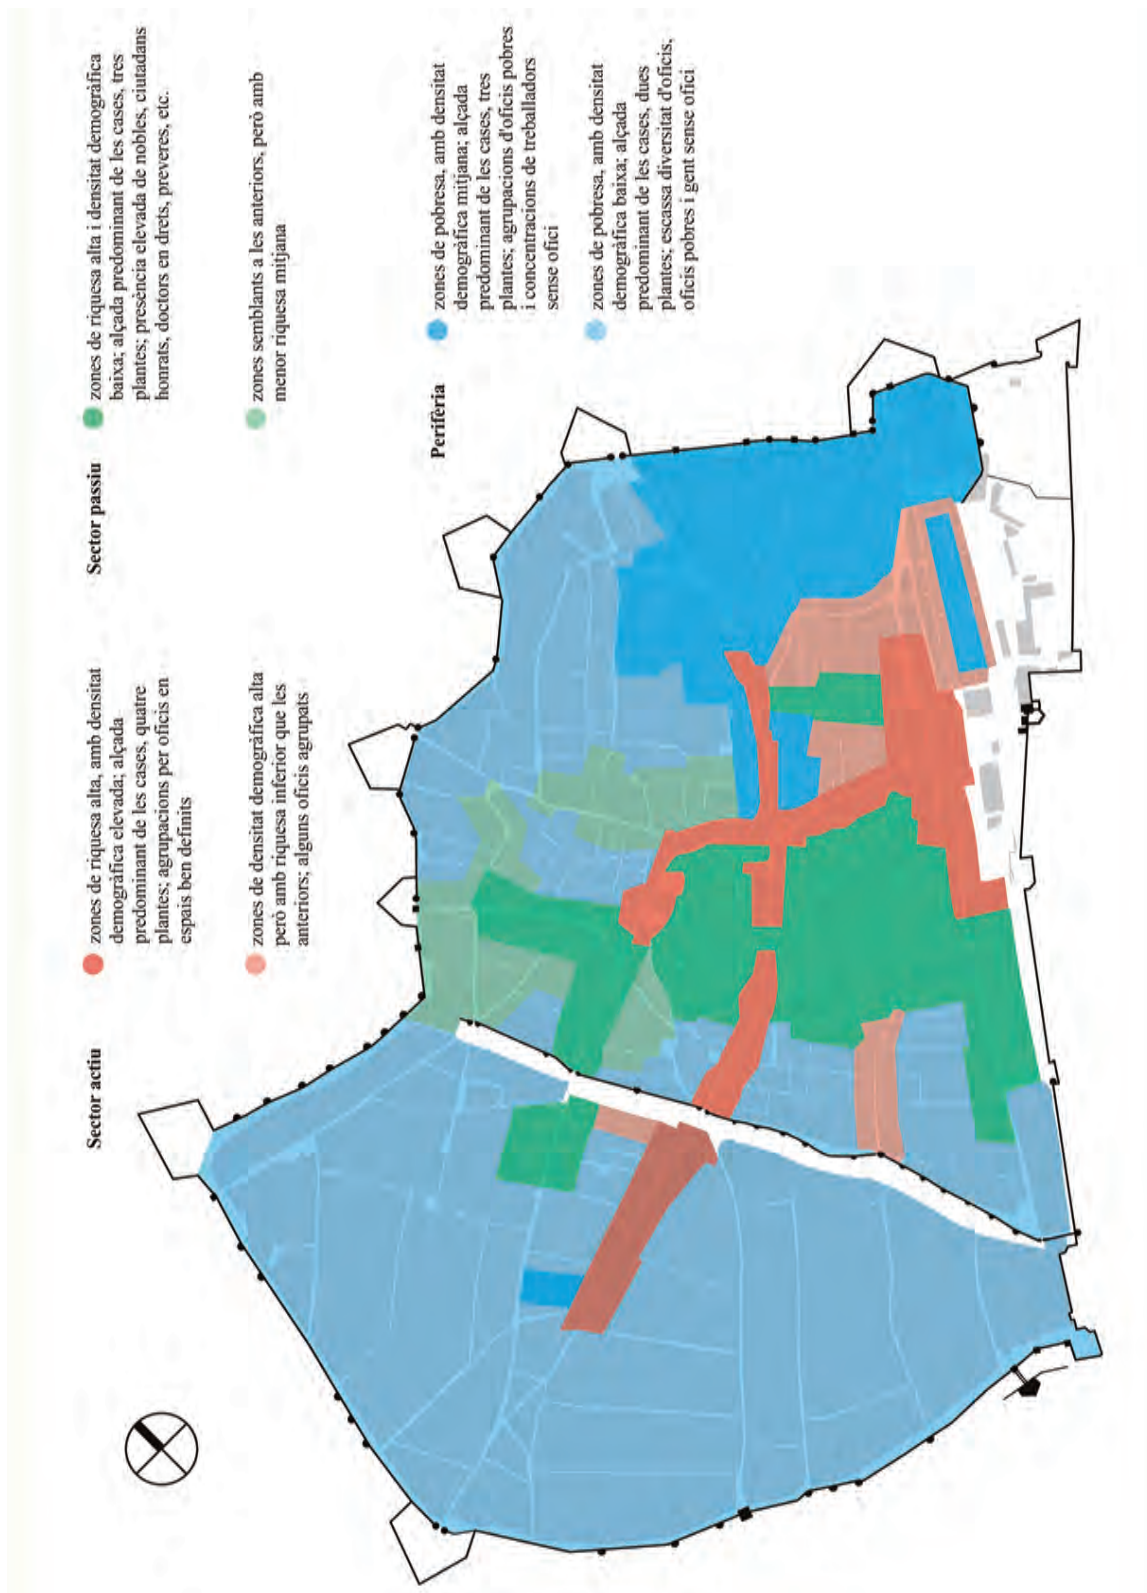 Sector actiu
zones de riquesa alta, amb densitat
demogràfica elevada; alçada
predominant de les cases, quatre
plantes; agrupacions per oficis en
espais ben definits
zones de densitat demogràfica alta
però amb riquesa inferior que les
anteriors; alguns oficis agrupats
Sector passiu
zones de riquesa alta i densitat demogràfica
baixa; alçada predominant de les cases, tres
plantes; presència elevada de nobles, ciutadans
honrats, doctors en drets, preveres, etc.
zones semblants a les anteriors, però amb
menor riquesa mitjana
Perifèria
zones de pobresa, amb densitat
demogràfica mitjana; alçada
predominant de les cases, tres
plantes; agrupacions d'oficis pobres
i concentracions de treballadors
sense ofici
zones de pobresa, amb densitat
demogràfica baixa; alçada
predominant de les cases, dues
plantes; escassa diversitat d'oficis,
oficis pobres i gent sense ofici